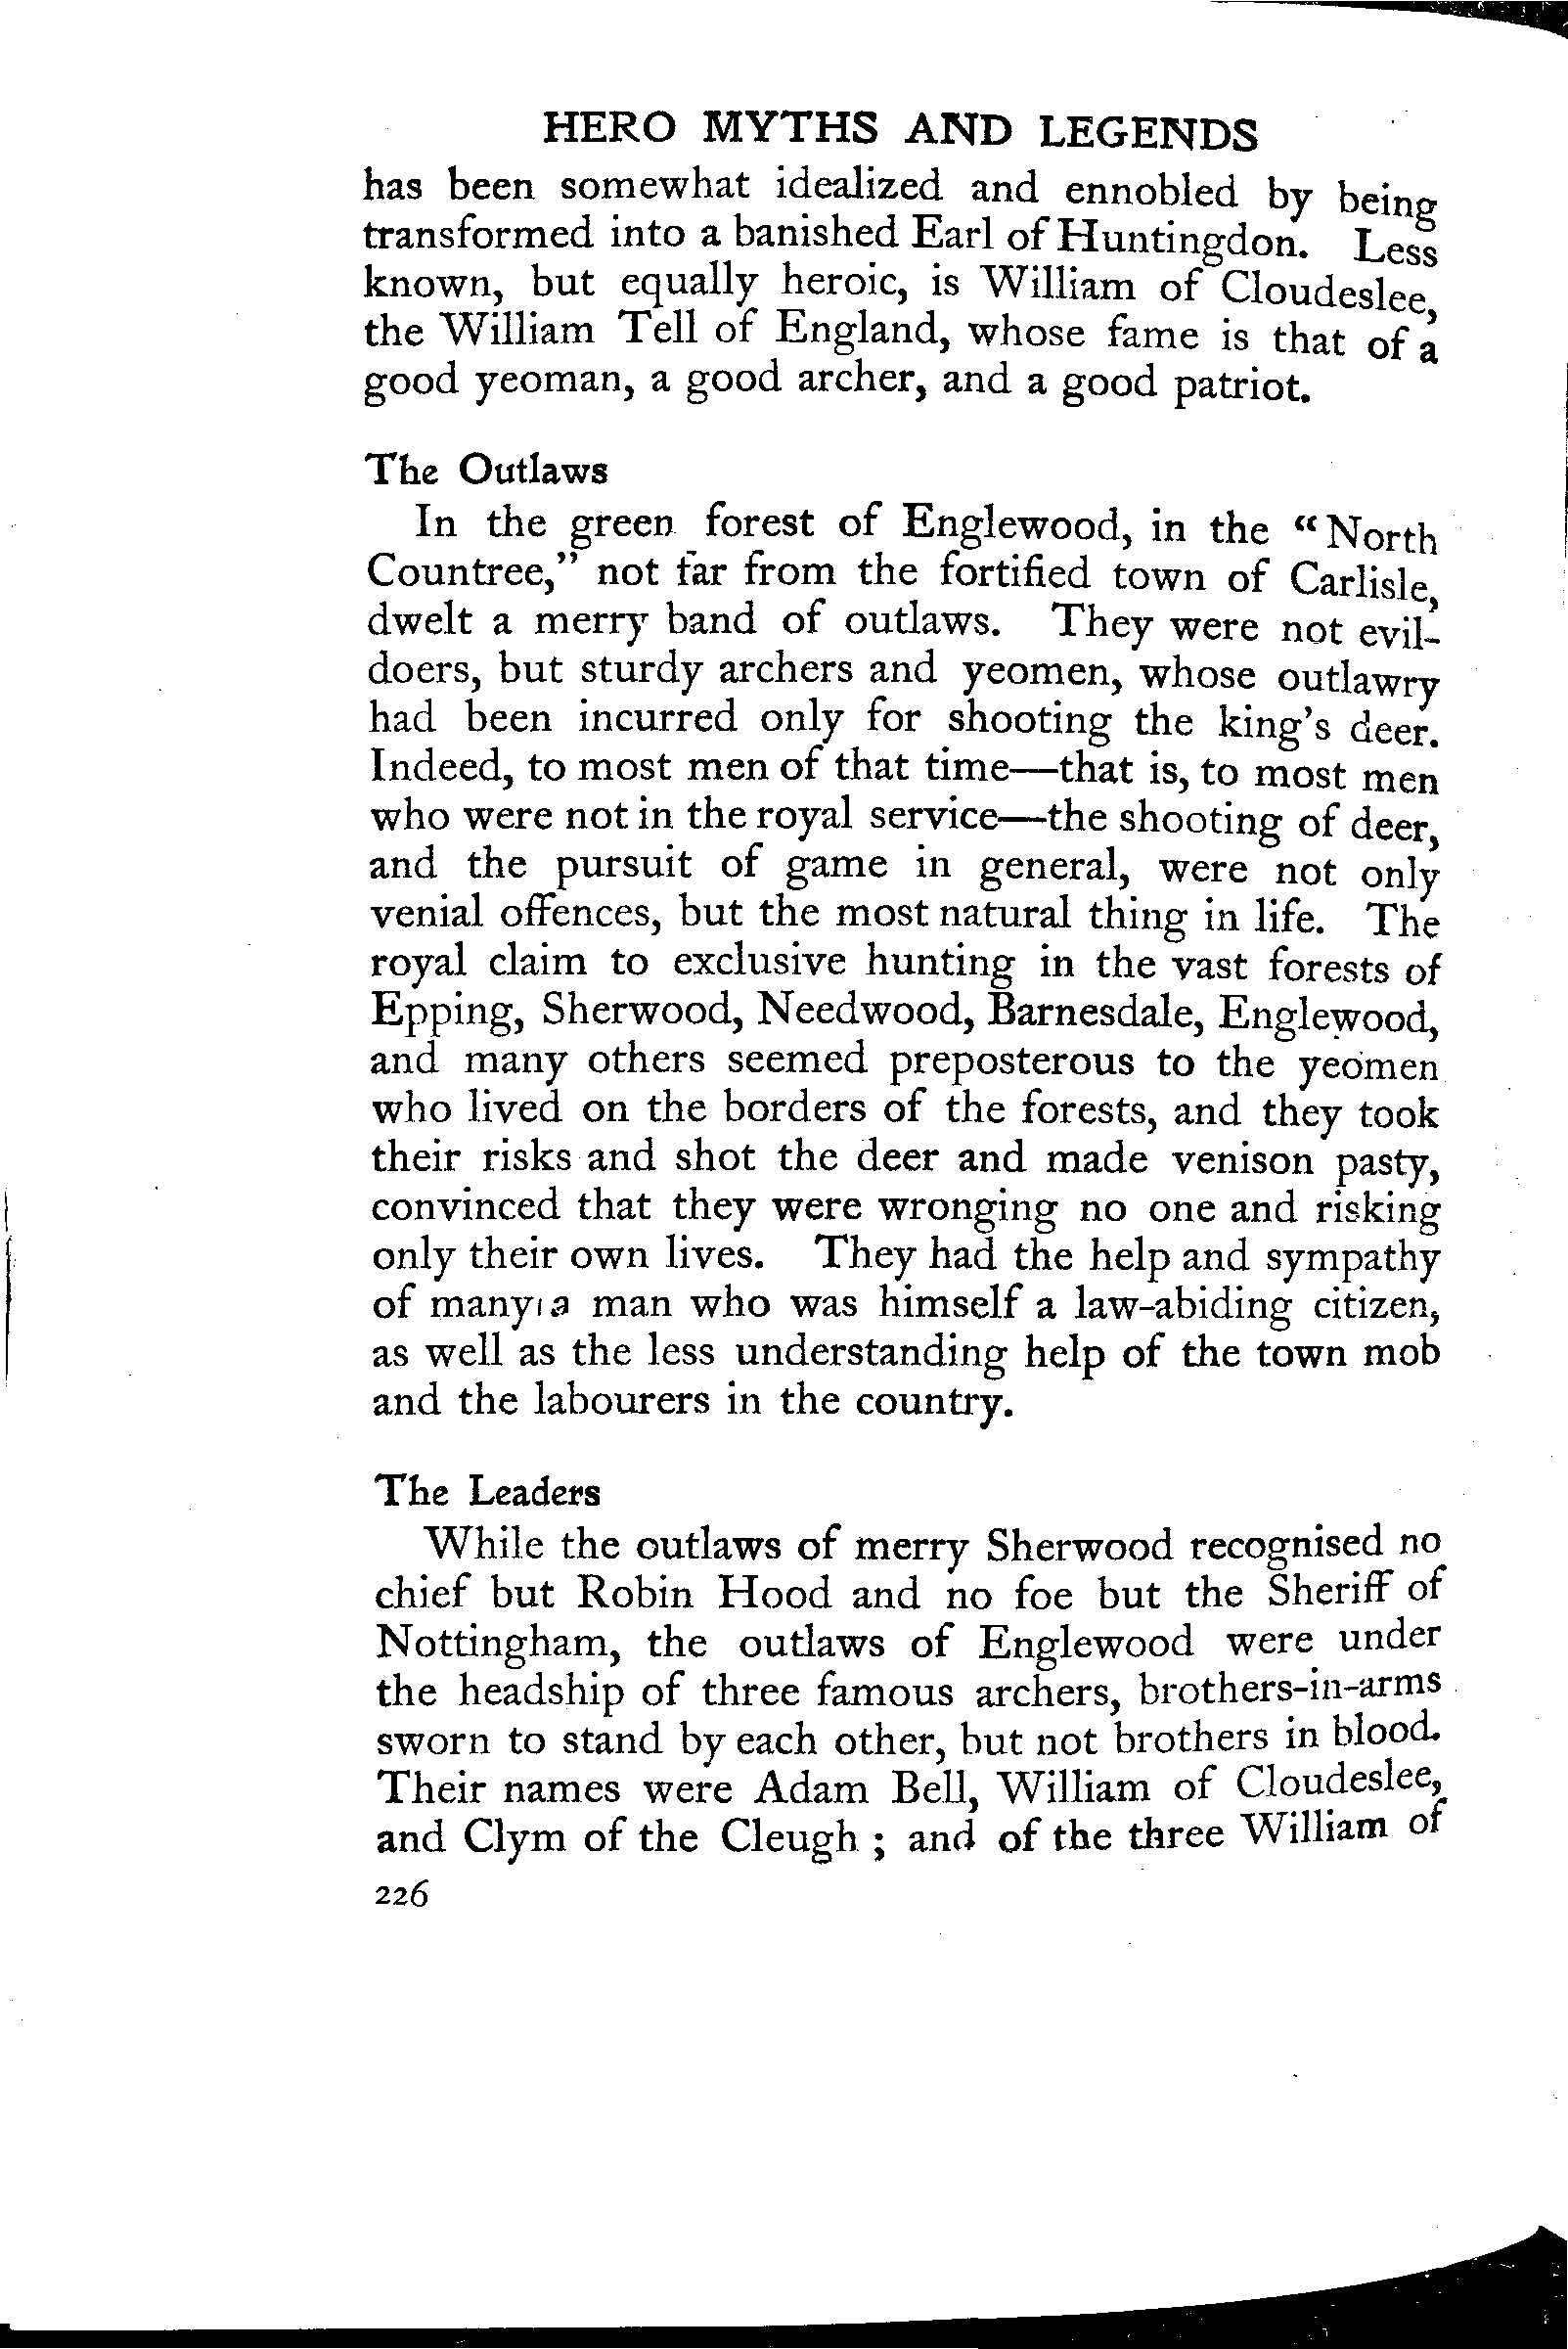 HERO MYTHS AND LEGENDS
has been somewhat idealized and ennobled by being
transformed into a banished Earl of Huntingdon. Less
known, but equally heroic, is William of Cloudeslee,
the William Tell of England, whose fame is that of a
good yeoman, a good archer, and a good patriot.
The Outlaws
In the green forest of Englewood, in the “North
Countree,” not far from the fortified town of Carlisle,
dwelt a merry band of outlaws. They were not evil-
doers, but sturdy archers and yeomen, whose outlawry
had been incurred only for shooting the king's deer.
Indeed, to most men of that time—that is, to most men
who were not in the royal service—the shooting of deer,
and the pursuit of game in general, were not only
venial offences, but the most natural thing in life. The
royal claim to exclusive hunting in the vast forests of
Epping, Sherwood, Needwood, Barnesdale, Englewood,
and many others seemed preposterous to the yeomen
who lived on the borders of the forests, and they took
their risks and shot the deer and made venison pasty,
convinced that they were wronging no one and risking
only their own lives. They had the help and sympathy
of many a man who was himself a law-abiding citizen,
as well as the less understanding help of the town mob
and the labourers in the country.
The Leaders
While the outlaws of merry Sherwood recognised no
chief but Robin Hood and no foe but the Sheriff of
Nottingham, the outlaws of Englewood were under
the headship of three famous archers, brothers-in-arms
sworn to stand by each other, but not brothers in blood.
Their names were Adam Bell, William of Cloudeslee,
and Clym of the Cleugh ; and of the three William of
226